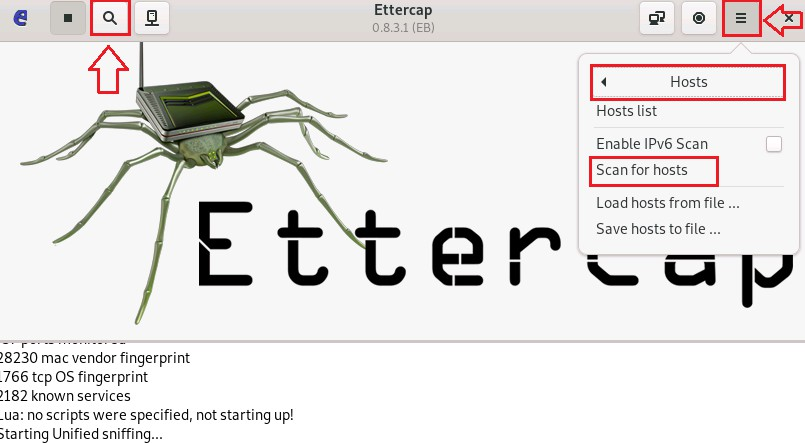 Ettercap
0.8.3.1 (EB)
Hosts
Hosts list
Enable IPv6 Scan
Scan for hosts
Load hosts from file ...
Save hosts to file ...
Ettercap
ports monitored
28230 mac vendor fingerprint
1766 tcp OS fingerprint
2182 known services
Lua: no scripts were specified, not starting up!
Starting Unified sniffing...